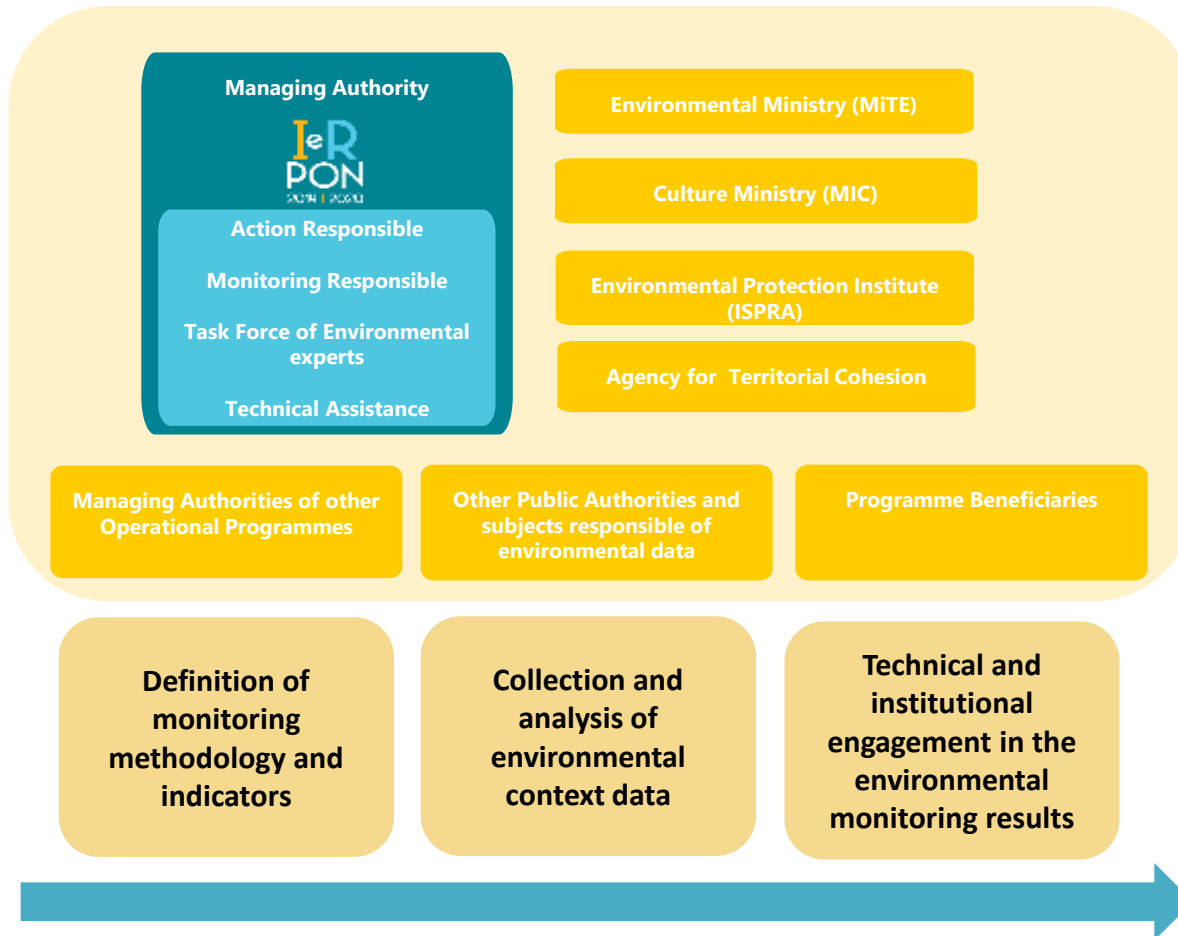 Managing Authority
IeR
PON
2014 | 2020
Action Responsible
Monitoring Responsible
Task Force of Environmental
experts
Technical Assistance
Environmental Ministry (MiTE)
Culture Ministry (MIC)
Environmental Protection Institute
(ISPRA)
Agency for Territorial Cohesion
Managing Authorities of other
Operational Programmes
Other Public Authorities and
subjects responsible of
environmental data
Programme Beneficiaries
Definition of
monitoring
methodology and
indicators
Collection and
analysis of
environmental
context data
Technical and
institutional
engagement in the
environmental
monitoring results